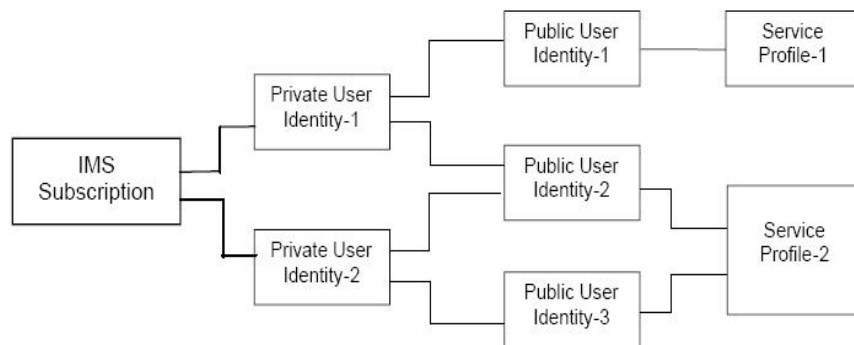 IMS
Subscription
Private User
Identity-1
Private User
Identity-2
Public User
Identity-1
Public User
Identity-2
Public User
Identity-3
Service
Profile-1
Service
Profile-2